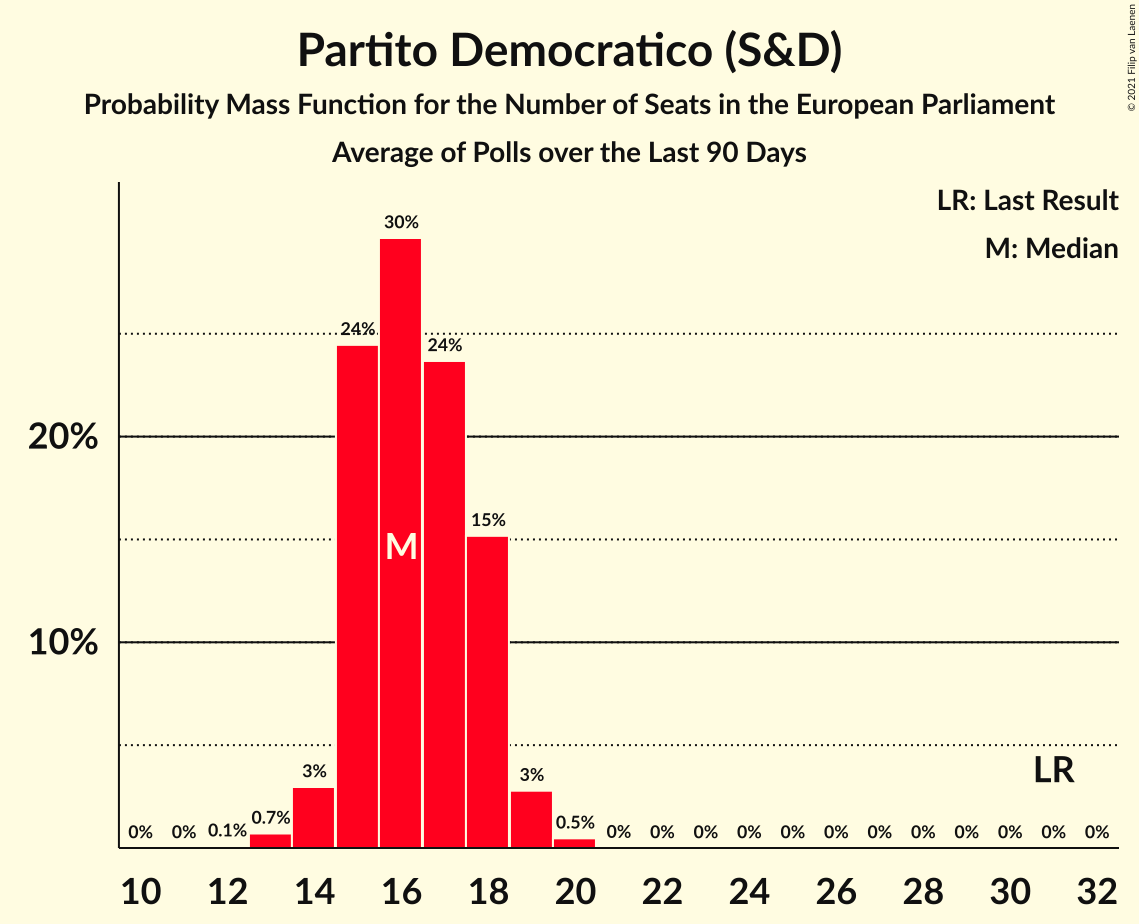 Partito Democratico (S&D)
Probability Mass Function for the Number of Seats in the European Parliament
Average of Polls over the Last 90 Days
© 2021 Filip van Laenen
LR: Last Result
M: Median
30%
24%
24%
20%
15%
M
10%
LR
3%
3%
0% 0% 0.1% 0.7% 0.5% 0% 0% 0% 0% 0% 0% 0% 0% 0% 0% 0% 0%
10 12 14 16 18 20 22 24 26 28 30 32